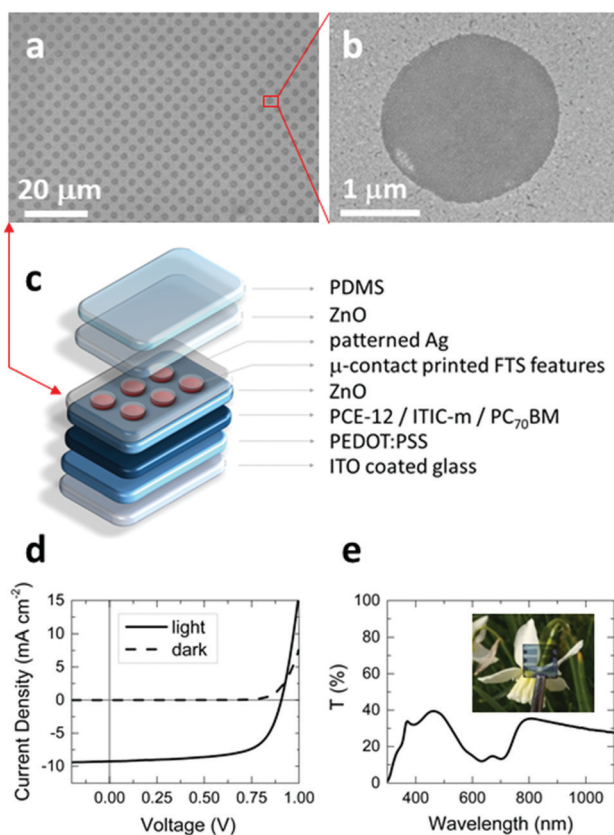 a
20 μm
b
1 μm
c
PDMS
ZnO
patterned Ag
μ-contact printed FTS features
ZnO
PCE-12 / ITIC-m / PC70BM
PEDOT:PSS
ITO coated glass
d
Current Density (mA cm-2)
15
10
5
0
-5
-10
light
dark
0.00
0.25
0.50
0.75
1.00
Voltage (V)
e
T (%)
100
80
60
40
20
0
400
600
800
1000
Wavelength (nm)